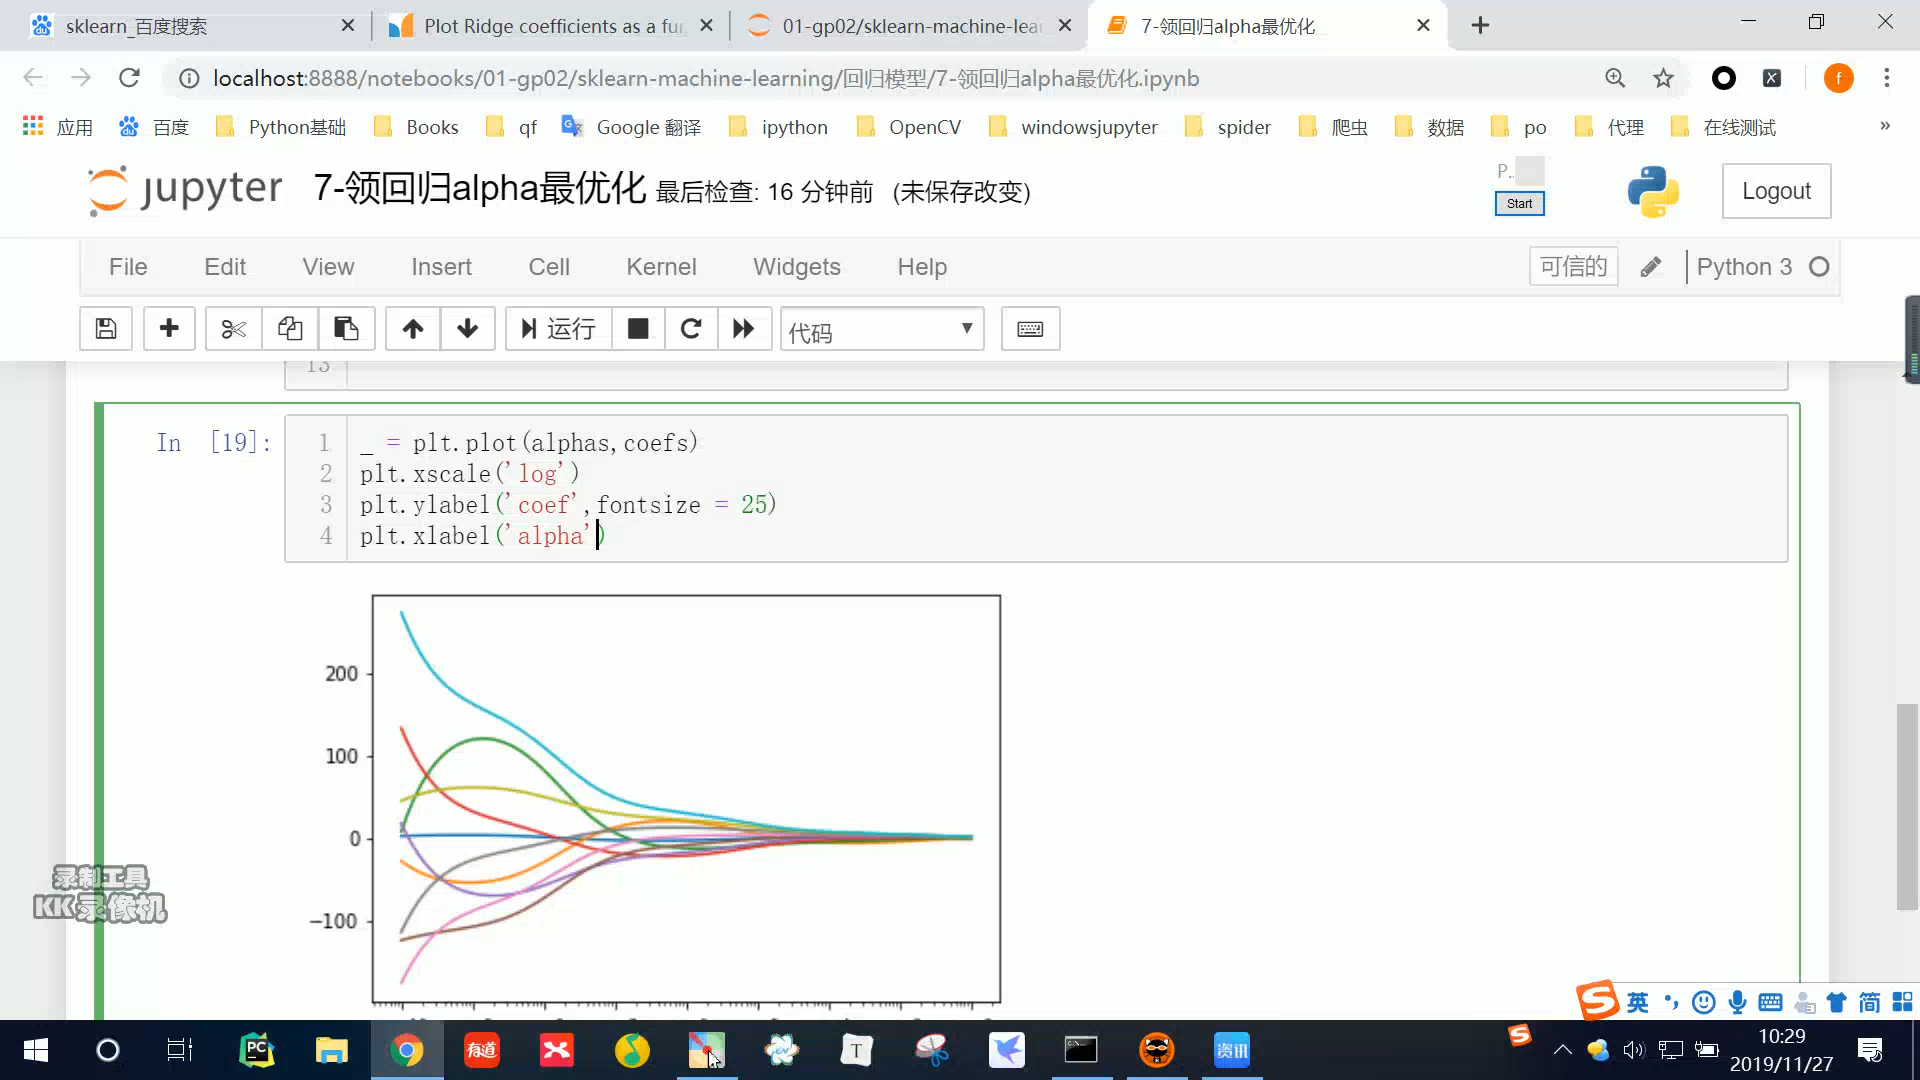 sklearn_百度搜索
Plot Ridge coefficients as a fu
01-gp02/sklearn-machine-lea
7-领回归alpha最优化
localhost:8888/notebooks/01-gp02/sklearn-machine-learning/回归模型/7-领回归alpha最优化.ipynb
f
应用 百度 Python基础 Books qf Google 翻译 ipython OpenCV windowsjupyter spider 爬虫 数据 po 代理 在线测试 »
jupyter 7-领回归alpha最优化 最后检查: 16 分钟前 (未保存改变)
P..
Start
Logout
File Edit View Insert Cell Kernel Widgets Help
可信的 Python 3
运行 代码
13
In [19]:
1 _ = plt.plot(alphas,coefs)
2 plt.xscale('log')
3 plt.ylabel('coef',fontsize = 25)
4 plt.xlabel('alpha')
200
100
0
−100
录制工具
KK录像机
英 简
PC 有道 T 资讯
10:29
2019/11/27